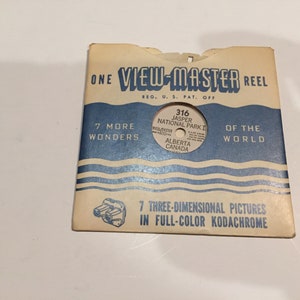 ONE VIEW-MASTER REEL
REG. U. S. PAT. OFF
7 MORE WONDERS
OF THE WORLD
316
JASPER
NATIONAL PARK I
ALBERTA
CANADA
7 THREE-DIMENSIONAL PICTURES
IN FULL-COLOR KODACHROME